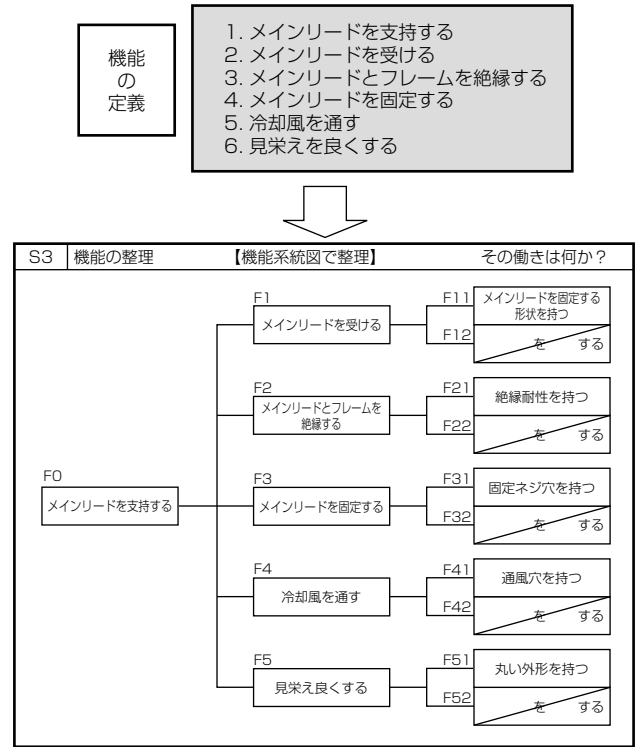 機能
の
定義
1. メインリードを支持する
2. メインリードを受ける
3. メインリードとフレームを絶縁する
4. メインリードを固定する
5. 冷却風を通す
6. 見栄えを良くする
S3 機能の整理 【機能系統図で整理】 その働きは何か？
F0
メインリードを支持する
F1
メインリードを受ける
F11
メインリードを固定する
形状を持つ
F12
を する
F2
メインリードとフレームを
絶縁する
F21
絶縁耐性を持つ
F22
を する
F3
メインリードを固定する
F31
固定ネジ穴を持つ
F32
を する
F4
冷却風を通す
F41
通風穴を持つ
F42
を する
F5
見栄え良くする
F51
丸い外形を持つ
F52
を する